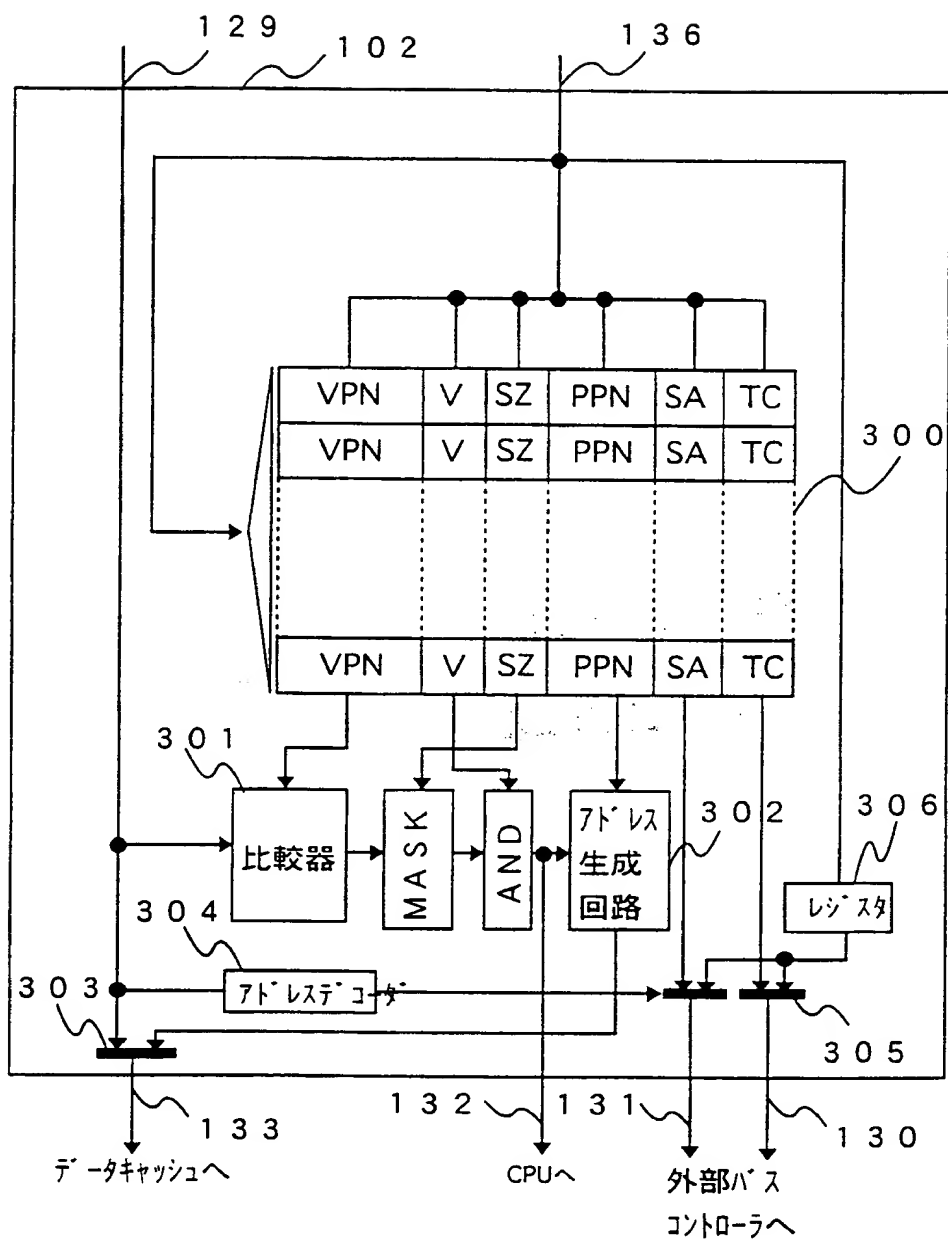 129
102
136
VPN V SZ PPN SA TC
VPN V SZ PPN SA TC
300
VPN V SZ PPN SA TC
301
比較器
MASK
AND
アドレス
生成
回路
302
306
レジスタ
304
アドレスデコーダ
303
305
133
132
131
130
データキャッシュへ
CPUへ
外部バス
コントローラへ